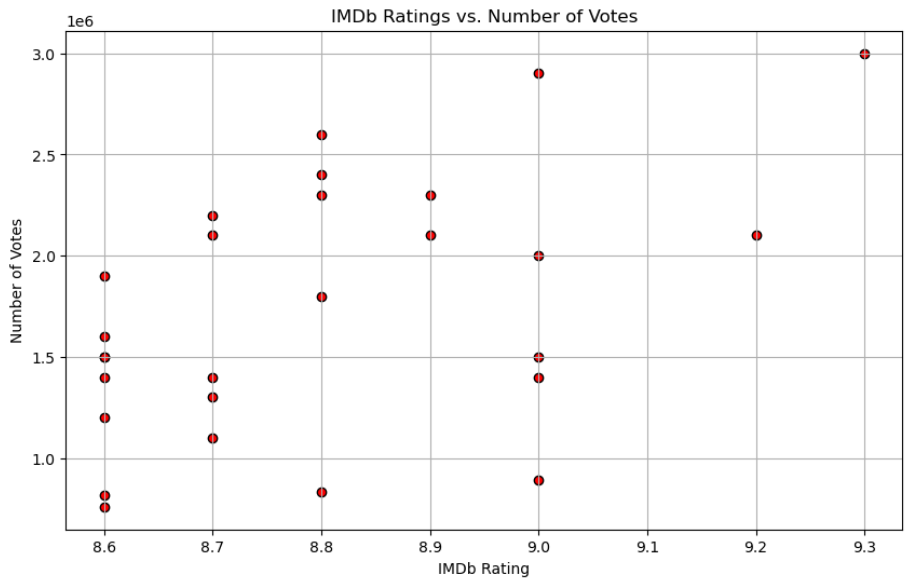 IMDb Ratings vs. Number of Votes
1e6
3.0
2.5
2.0
1.5
1.0
Number of Votes
8.6 8.7 8.8 8.9 9.0 9.1 9.2 9.3
IMDb Rating